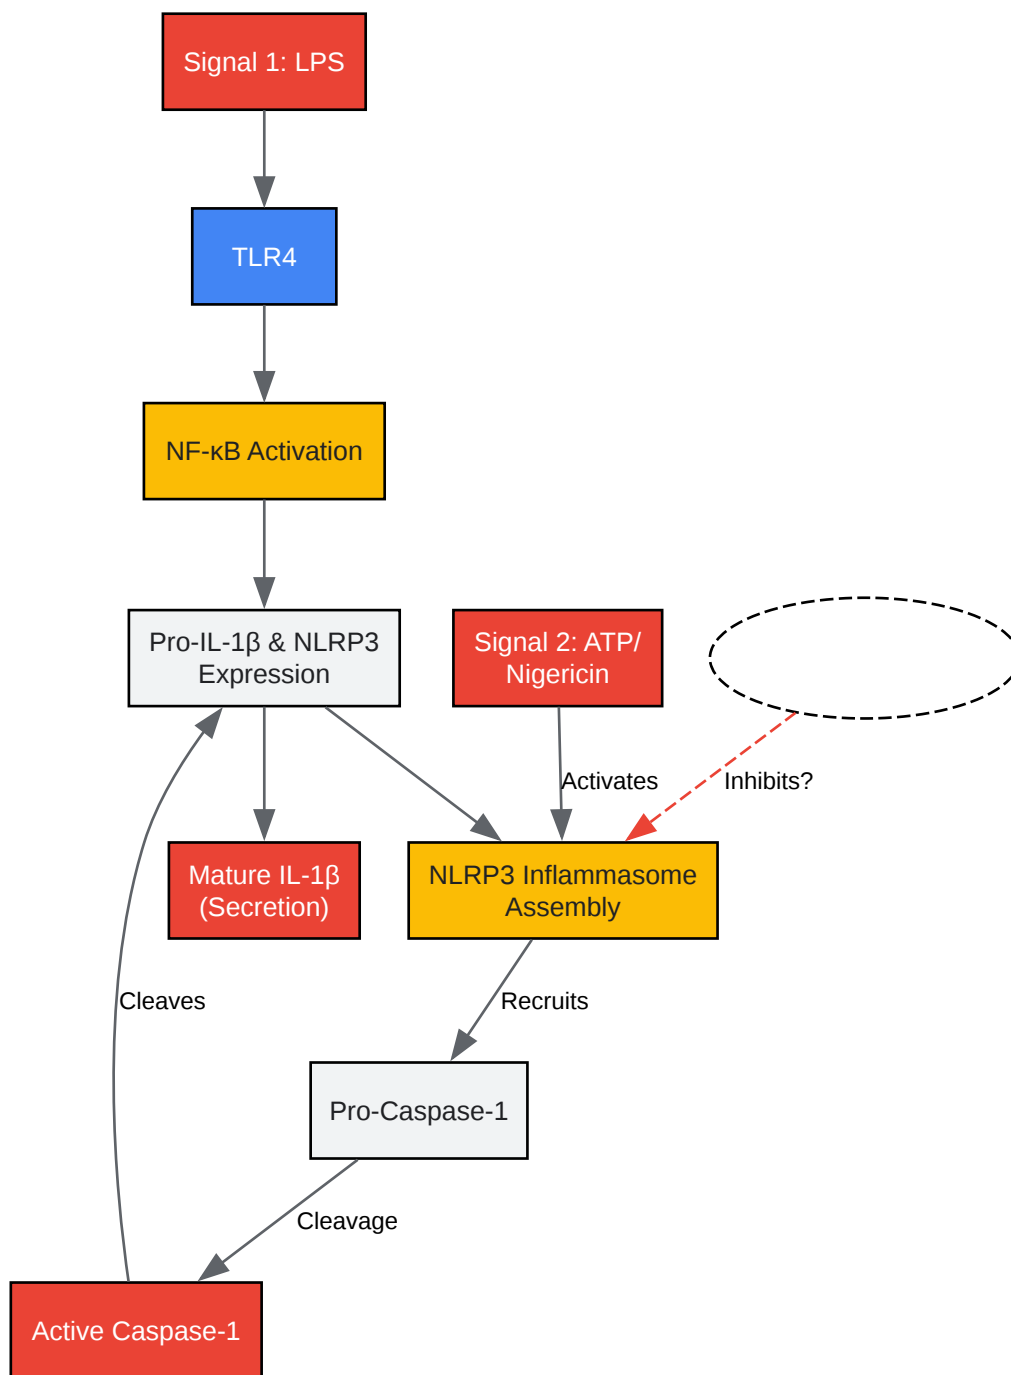 Signal 1: LPS
TLR4
NF-κB Activation
Pro-IL-1β & NLRP3
Expression
Signal 2: ATP/
Nigericin
Activates
Inhibits?
Mature IL-1β
(Secretion)
NLRP3 Inflammasome
Assembly
Cleaves
Recruits
Pro-Caspase-1
Cleavage
Active Caspase-1